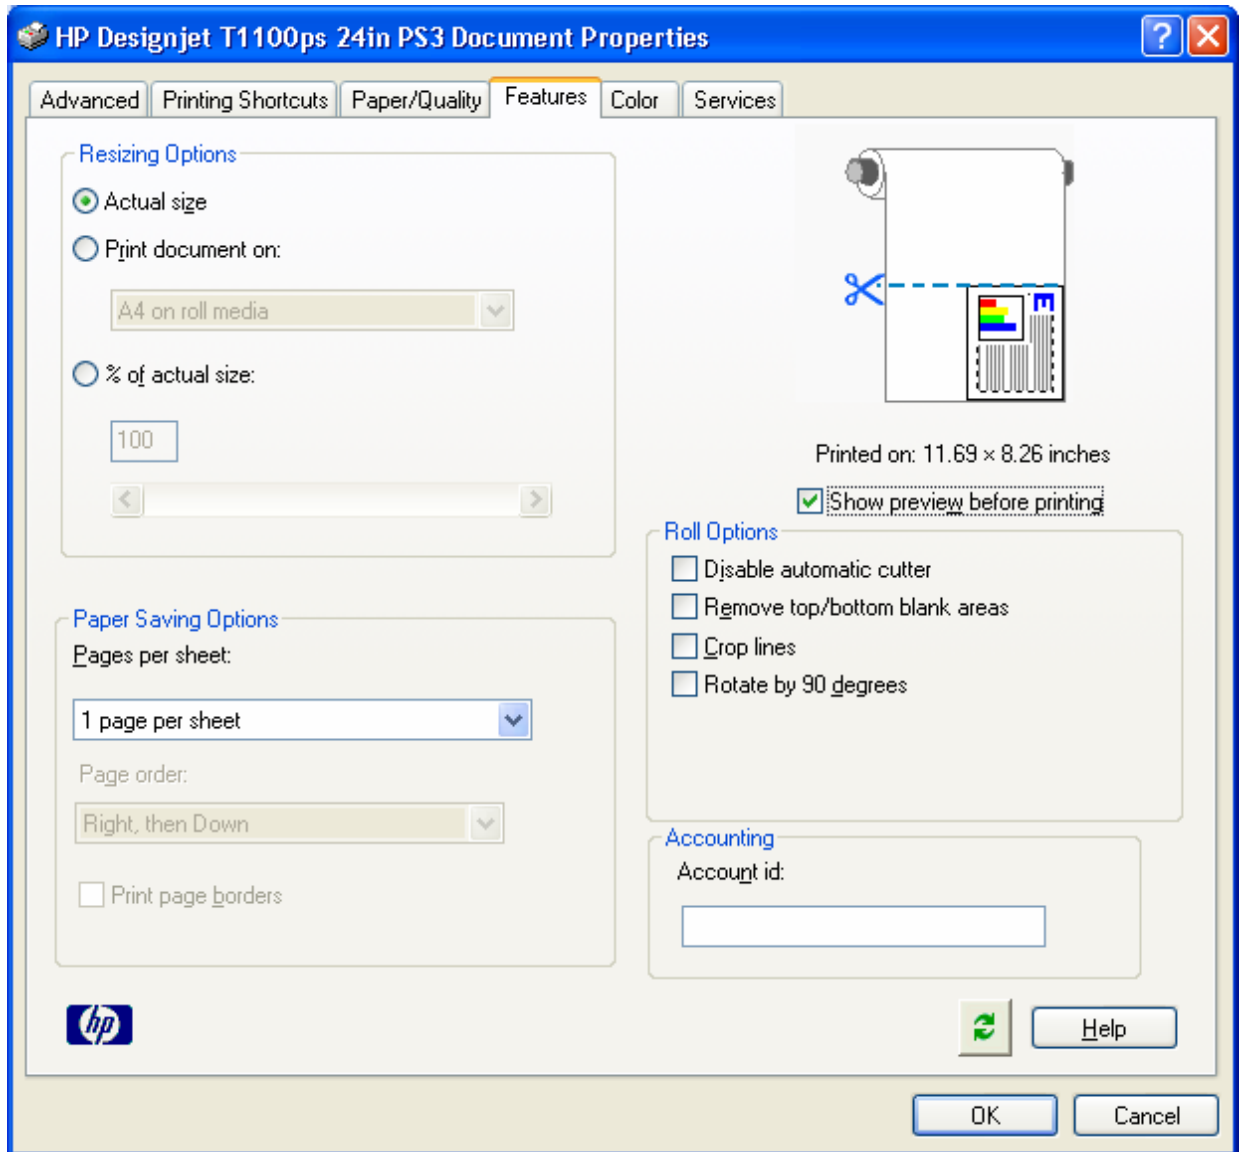 HP Designjet T1100ps 24in PS3 Document Properties
Advanced Printing Shortcuts Paper/Quality Features Color Services
Resizing Options
Actual size
Print document on:
A4 on roll media
% of actual size:
100
Printed on: 11.69 × 8.26 inches
Show preview before printing
Roll Options
Disable automatic cutter
Remove top/bottom blank areas
Crop lines
Rotate by 90 degrees
Paper Saving Options
Pages per sheet:
1 page per sheet
Page order:
Right, then Down
Print page borders
Accounting
Account id:
hp
Help
OK Cancel